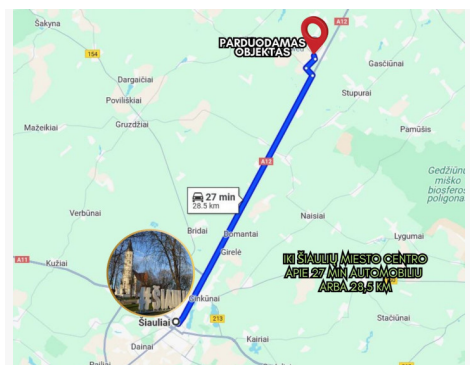 Šakyna
A12
154
PARDUODAMAS
OBJEKTAS
Gasčiūnai
Dargaičiai
Poviliškiai
Stupurai
Mažeikiai
Gruzdžiai
Pamūšis
A12
Gedžiūnų
miško
biosferos
poligonas
27 min
28.5 km
Verbūnai
Naisiai
Bridai
Domantai
Lygumai
Girelė
A11
Kužiai
IKI ŠIAULIŲ MIESTO CENTRO
APIE 27 MIN AUTOMOBILIU
ARBA 28,5 KM
#ŠIAULIAI
Ginkūnai
Šiauliai
213
Stačiūnai
Dainai
Kairiai